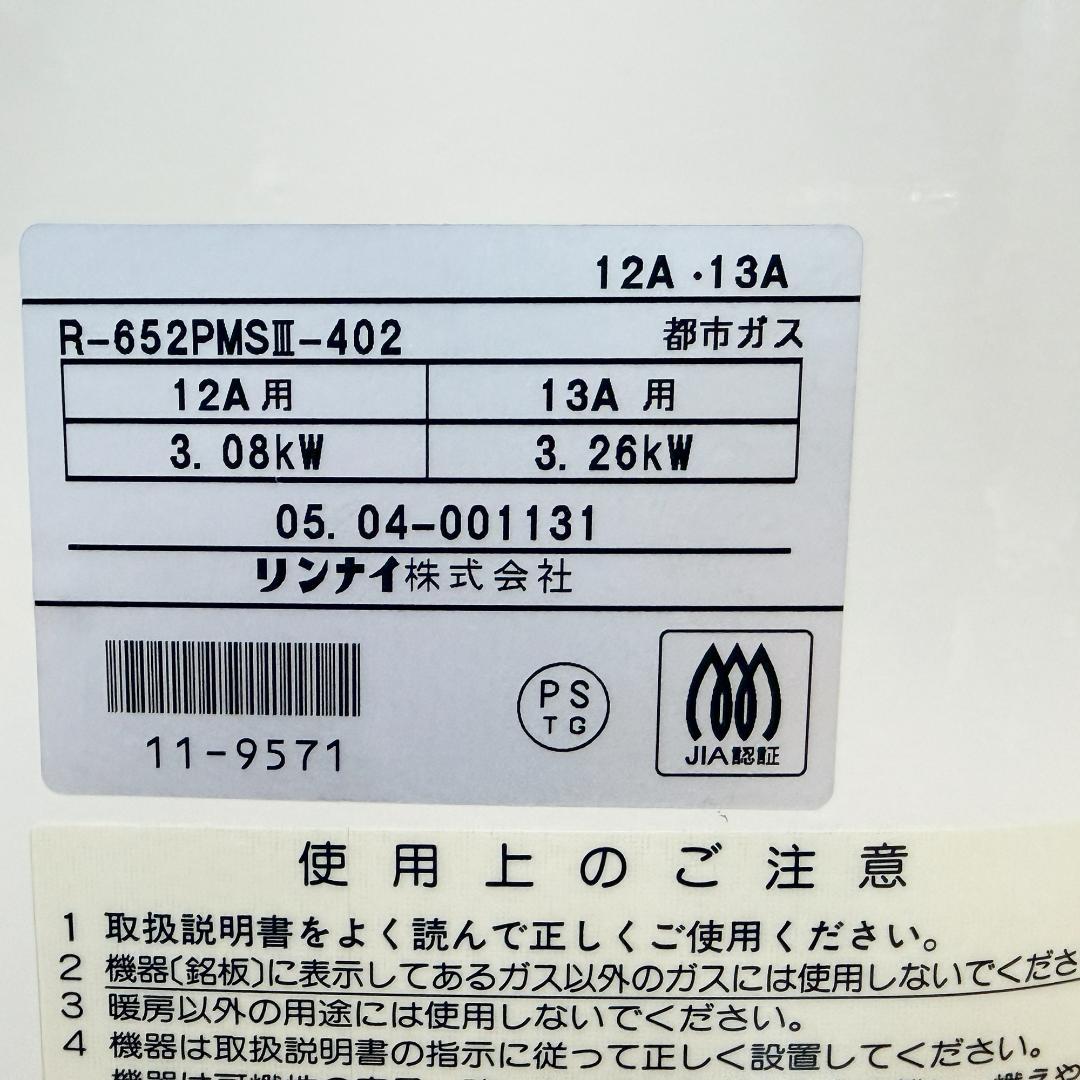 12A・13A
R-652PMSⅢ-402 都市ガス
12A用 13A 用
3.08kW 3.26kW
05.04-001131
リンナイ株式会社
11-9571
PS
TG
JIA認証
使用上のご注意
1 取扱説明書をよく読んで正しくご使用ください。
2 機器(銘板)に表示してあるガス以外のガスには使用しないでくださ
3 暖房以外の用途には使用しないでください。
4 機器は取扱説明書の指示に従って正しく設置してください。